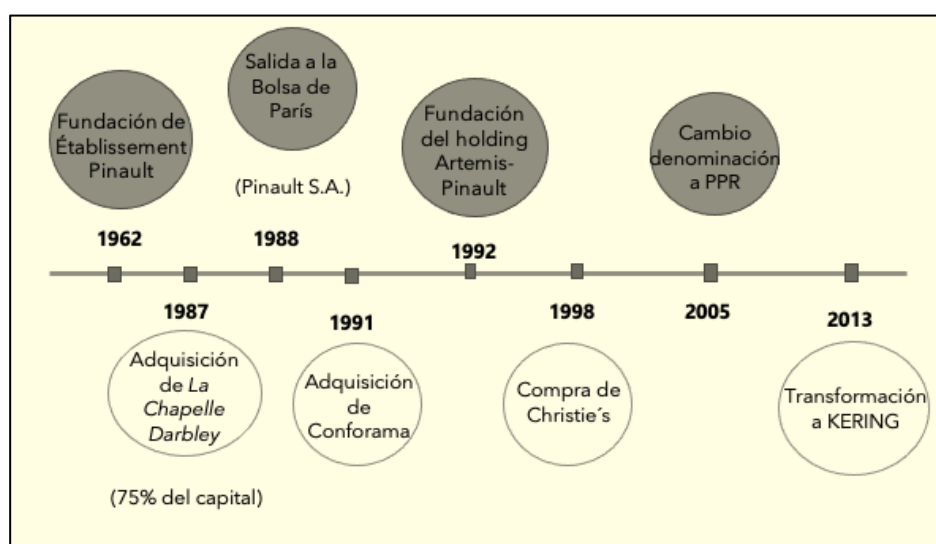 Fundación de
Établissement
Pinault
Salida a la
Bolsa de
París
(Pinault S.A.)
Fundación
del holding
Artemis-
Pinault
Cambio
denominación
a PPR
1962
1988
1992
2005
1987
1991
1998
2013
Adquisición
de La
Chapelle
Darbley
(75% del capital)
Adquisición
de
Conforama
Compra de
Christie´s
Transformación
a KERING